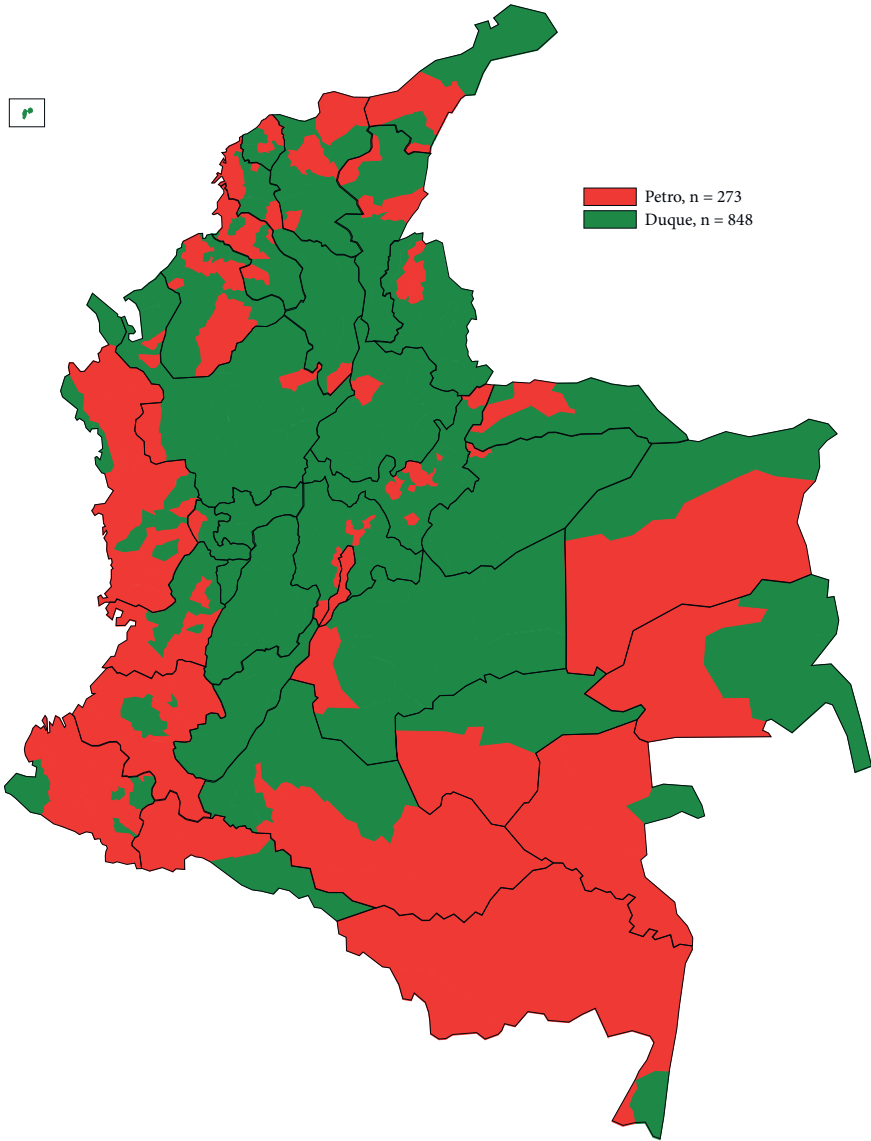 Petro, n = 273
Duque, n = 848